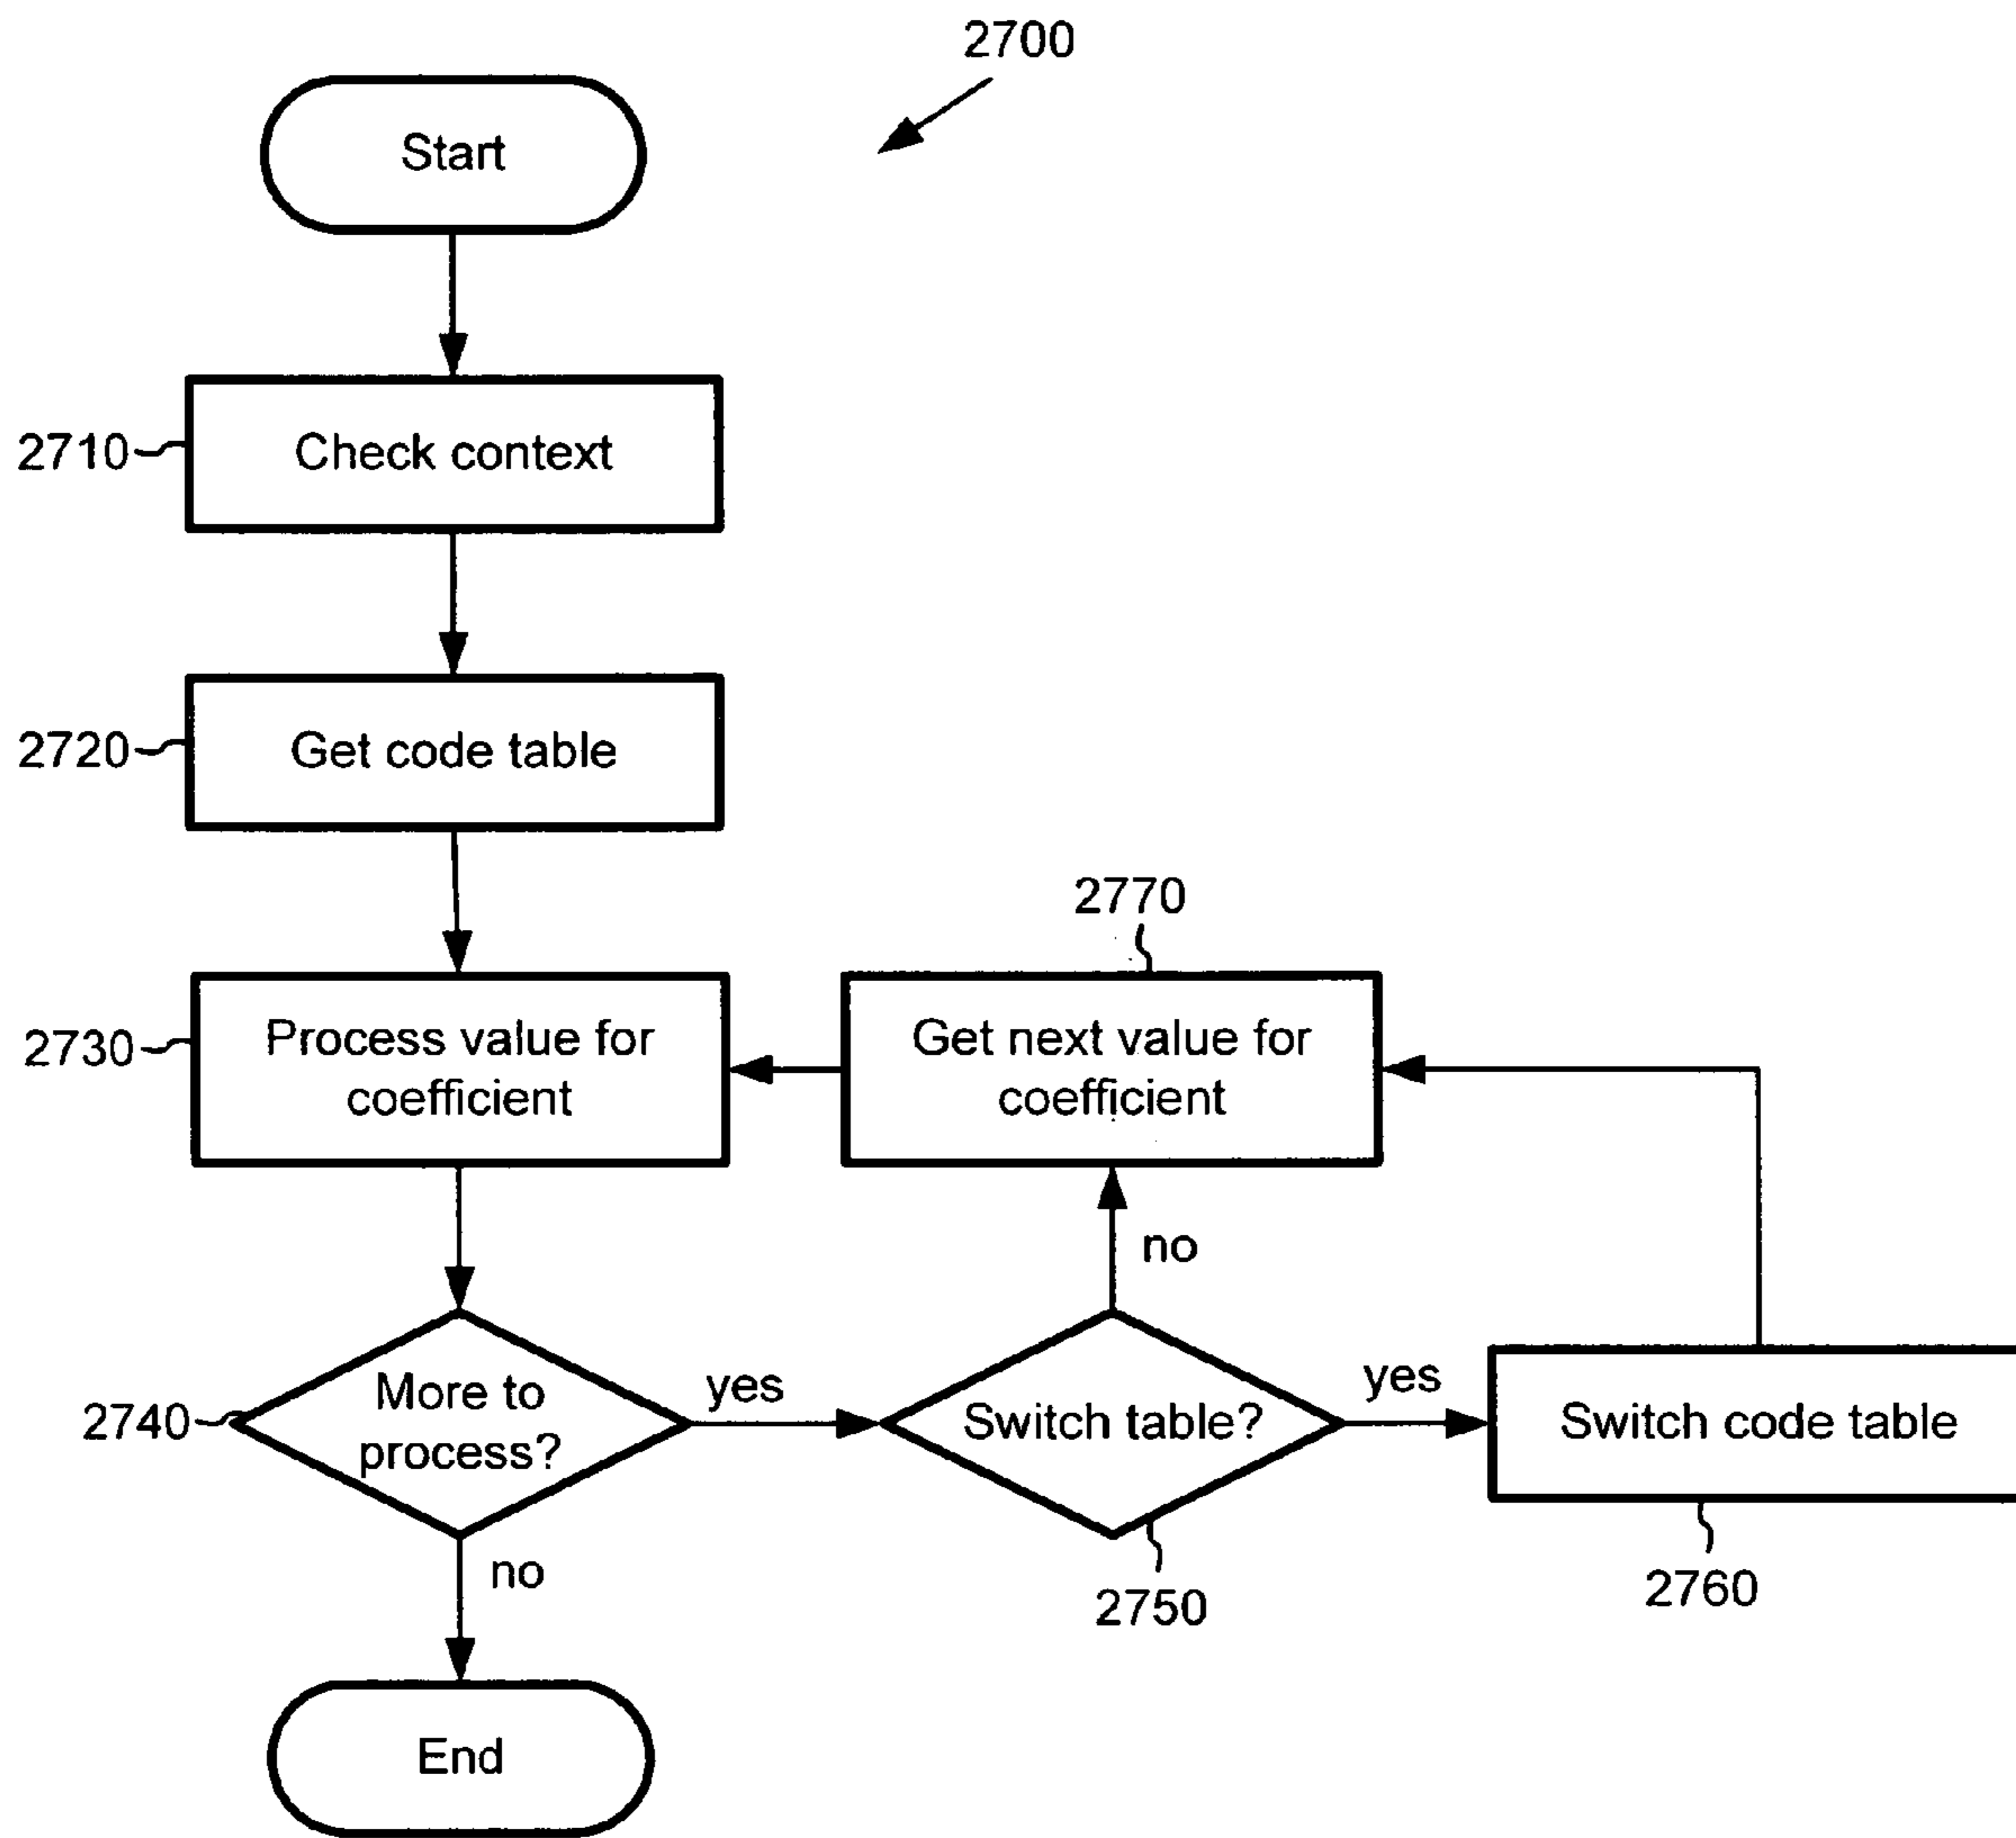 2700
Start
2710
Check context
2720
Get code table
2770
2730
Process value for
coefficient
Get next value for
coefficient
no
2740
More to
process?
yes
Switch table?
yes
Switch code table
no
2750
2760
End